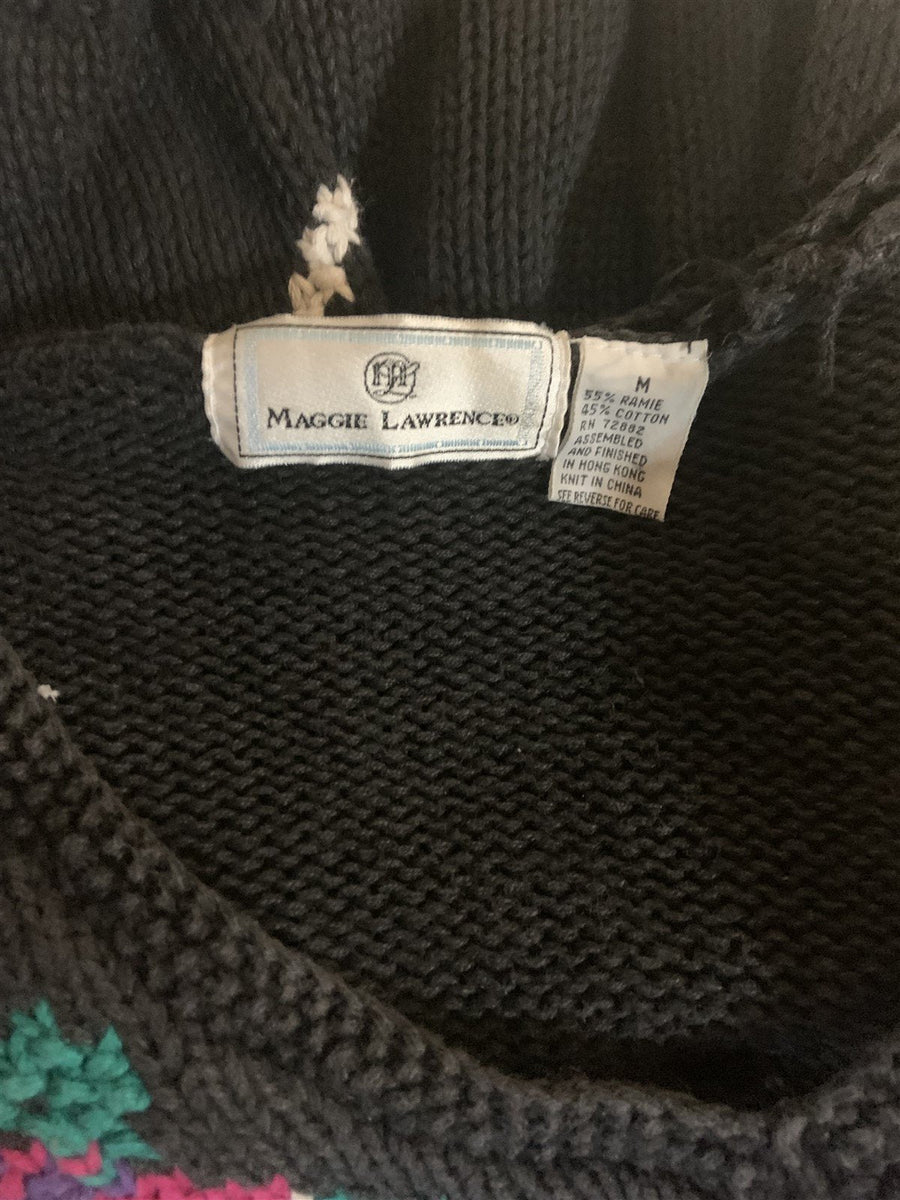 MAGGIE LAWRENCE®
M
55% RAMIE
45% COTTON
RN 72882
ASSEMBLED
AND FINISHED
IN HONG KONG
KNIT IN CHINA
SEE REVERSE FOR CARE